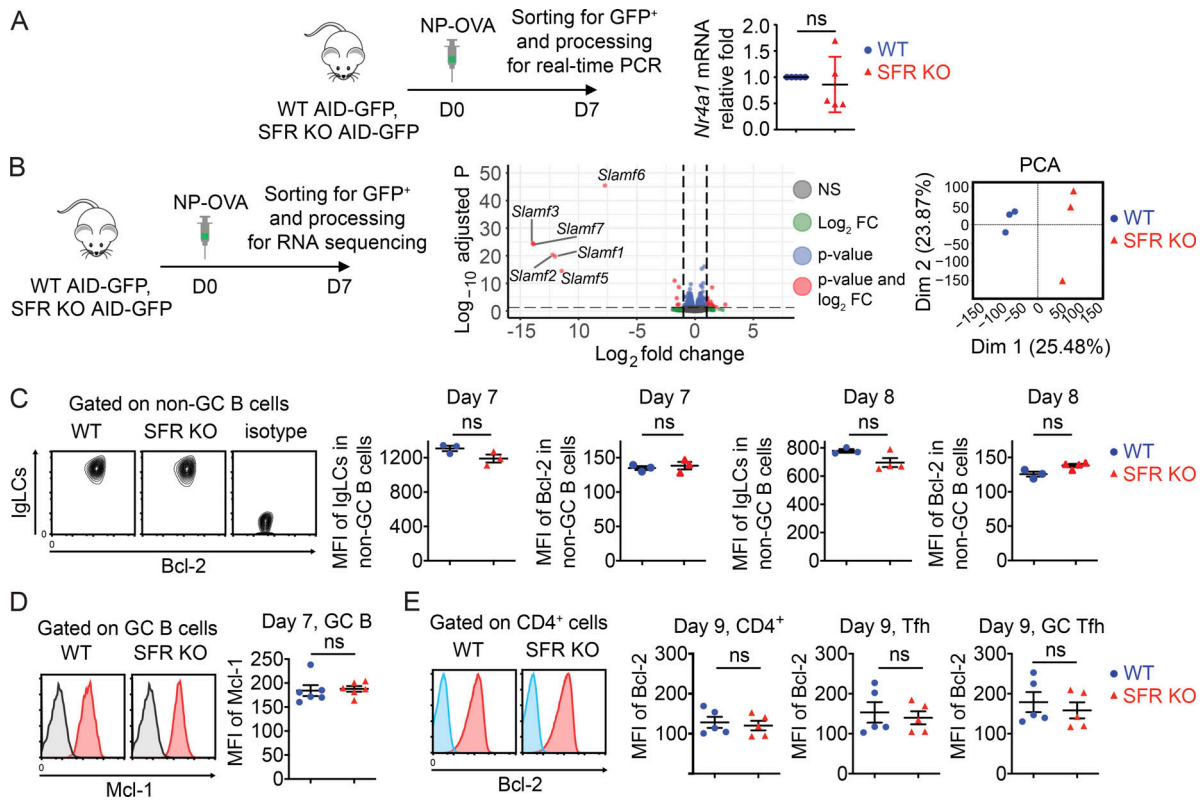 A
NP-OVA
Sorting for GFP⁺
and processing
for real-time PCR
WT AID-GFP,
SFR KO AID-GFP
D0
D7
Nr4a1 mRNA
relative fold
2.0
1.5
1.0
0.5
0.0
ns
WT
SFR KO
B
NP-OVA
Sorting for GFP⁺
and processing
for RNA sequencing
WT AID-GFP,
SFR KO AID-GFP
D0
D7
Log₋₁₀ adjusted P
50
40
30
20
10
0
Slamf6
Slamf3
Slamf7
Slamf1
Slamf2
Slamf5
-15
-10
-5
0
5
Log₂ fold change
NS
Log₂ FC
p-value
p-value and
log₂ FC
PCA
Dim 2 (23.87%)
100
50
0
−50
−100
−150
−150
−100
−50
0
50
100
150
Dim 1 (25.48%)
WT
SFR KO
C
Gated on non-GC B cells
WT
SFR KO
isotype
IgLCs
0
0
Bcl-2
Day 7
ns
MFI of IgLCs in
non-GC B cells
1200
800
400
0
Day 7
ns
MFI of Bcl-2 in
non-GC B cells
150
100
50
0
Day 8
ns
MFI of IgLCs in
non-GC B cells
800
600
400
200
0
Day 8
ns
MFI of Bcl-2 in
non-GC B cells
150
100
50
0
WT
SFR KO
D
Gated on GC B cells
WT
SFR KO
Mcl-1
Day 7, GC B
ns
MFI of Mcl-1
250
200
150
100
50
0
E
Gated on CD4⁺ cells
WT
SFR KO
Bcl-2
Day 9, CD4⁺
ns
MFI of Bcl-2
300
200
100
Day 9, Tfh
ns
MFI of Bcl-2
300
200
100
Day 9, GC Tfh
ns
MFI of Bcl-2
300
200
100
WT
SFR KO